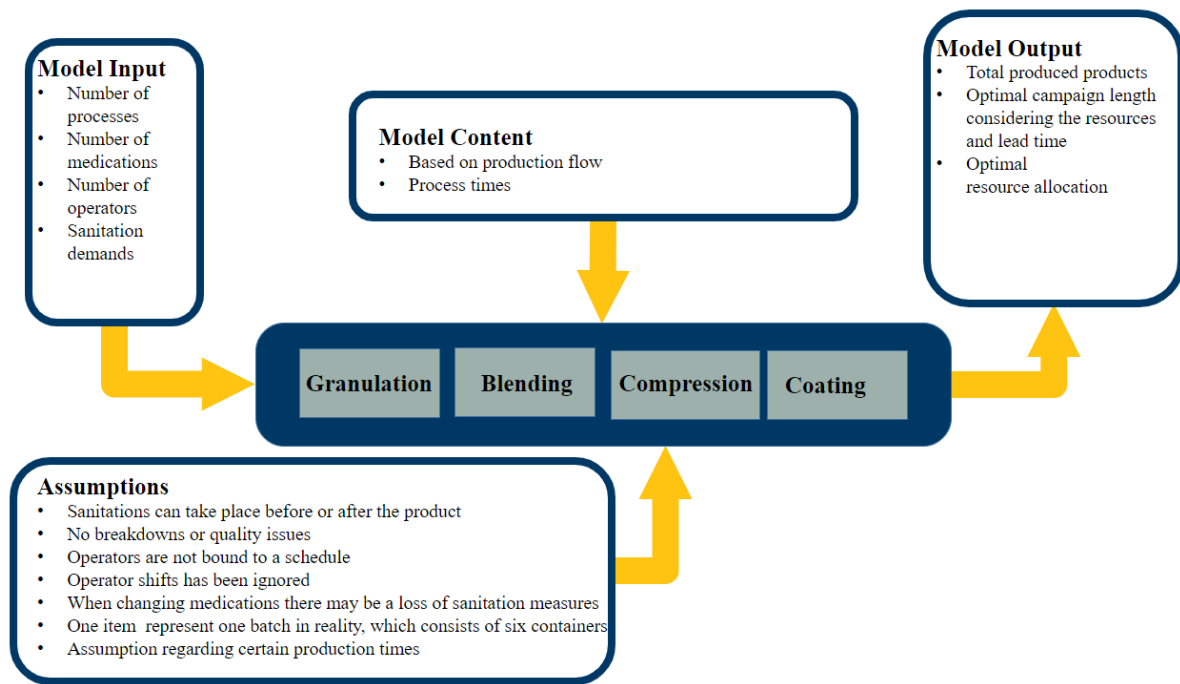 Model Input
• Number of
processes
• Number of
medications
• Number of
operators
• Sanitation
demands
Model Content
• Based on production flow
• Process times
Model Output
• Total produced products
• Optimal campaign length
considering the resources
and lead time
• Optimal
resource allocation
Granulation
Blending
Compression
Coating
Assumptions
• Sanitations can take place before or after the product
• No breakdowns or quality issues
• Operators are not bound to a schedule
• Operator shifts has been ignored
• When changing medications there may be a loss of sanitation measures
• One item represent one batch in reality, which consists of six containers
• Assumption regarding certain production times